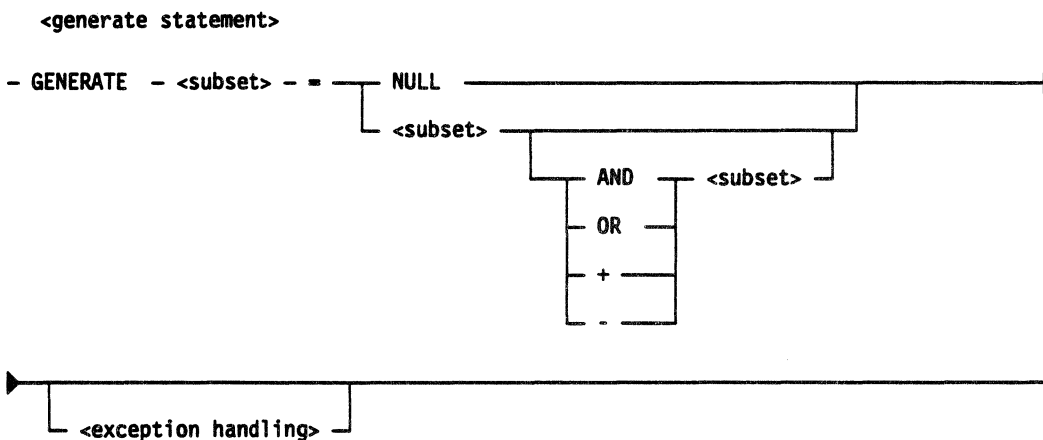 <generate statement>
- GENERATE - <subset> - = NULL
<subset>
AND <subset>
OR
+
-
<exception handling>